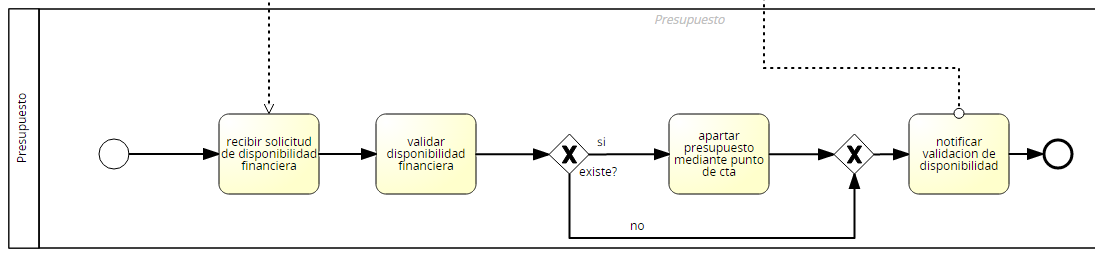 Presupuesto
Presupuesto
recibir solicitud
de disponibilidad
financiera
validar
disponibilidad
financiera
si
existe?
no
apartar
presupuesto
mediante punto
de cta
notificar
validacion de
disponibilidad